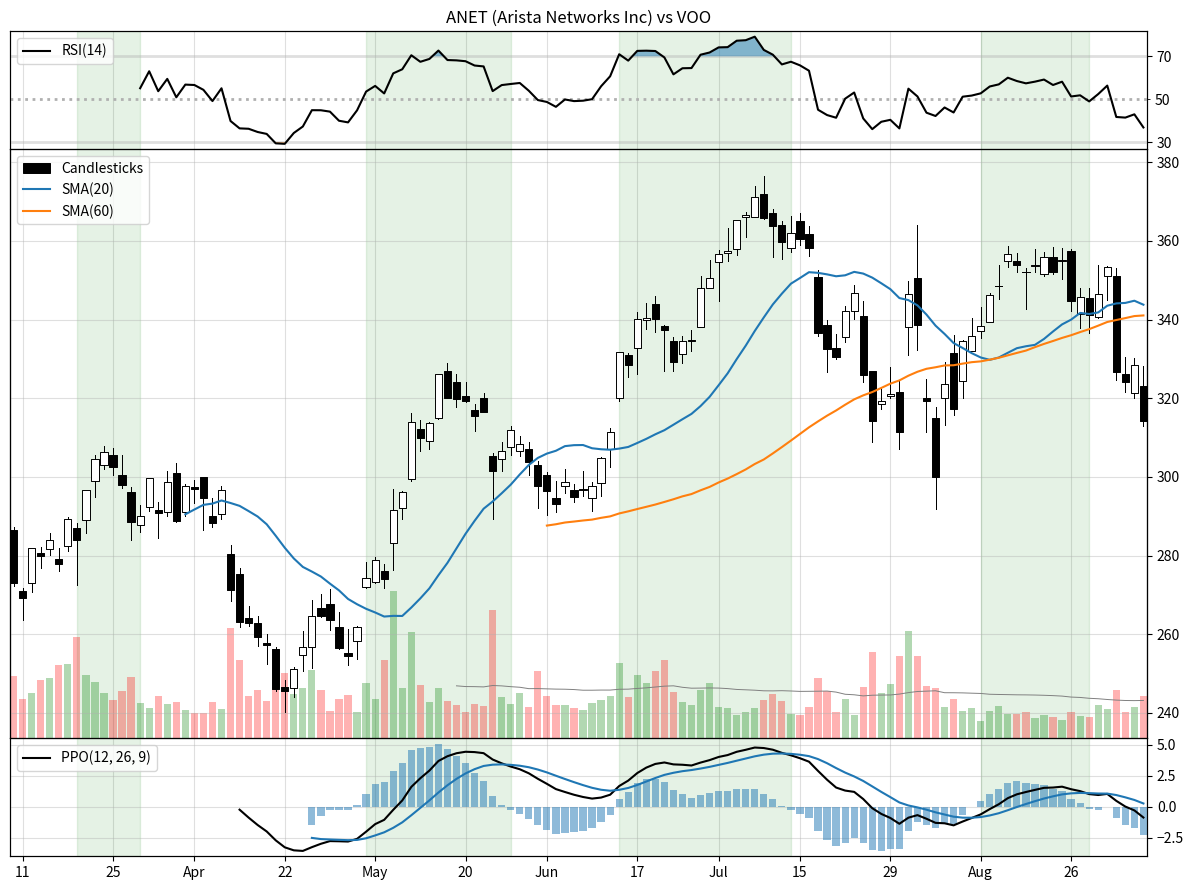 ANET (Arista Networks Inc) vs VOO
RSI(14)
70
50
30
Candlesticks
SMA(20)
SMA(60)
380
360
340
320
300
280
260
240
PPO(12, 26, 9)
5.0
2.5
0.0
−2.5
11 25 Apr 22 May 20 Jun 17 Jul 15 29 Aug 26